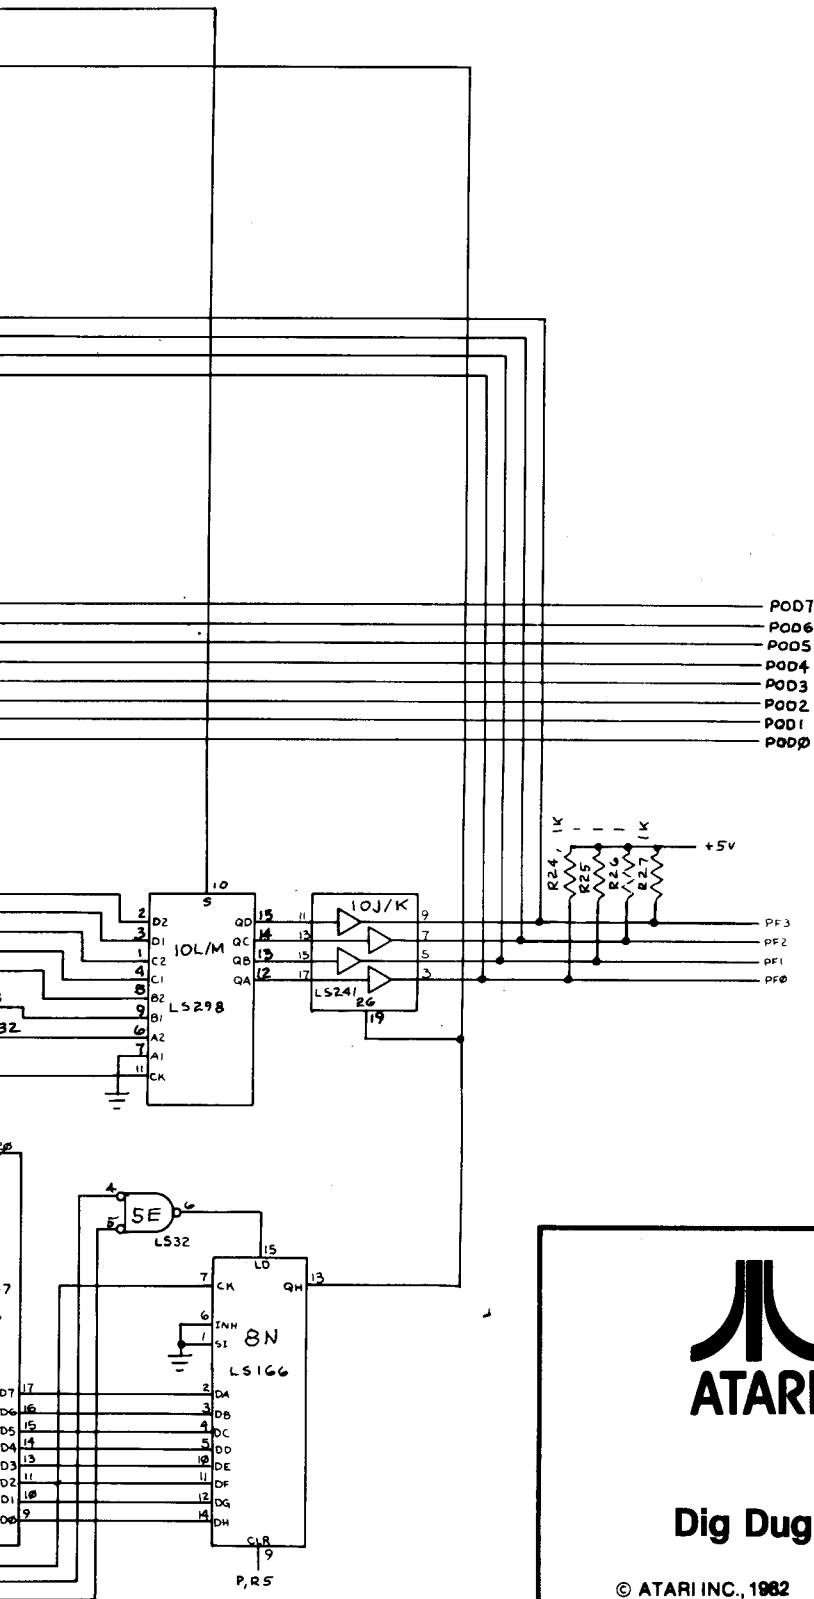 POD7
POD6
POD5
POD4
POD3
POD2
POD1
PODØ
1K - - - 1K
R24
R25
R26
R27
+5V
10
S
2 D2
3 D1
1 C2
4 C1
8 B2
9 B1
32
6 A2
7 A1
11 CK
10L/M
LS298
QD 15
QC 14
QB 13
QA 12
10J/K
11
13
15
17
LS241
2G
19
9
7
5
3
PF3
PF2
PF1
PFØ
4
5
5E
6
LS32
15
LD
7 CK
QH 13
6 INH
1 SI
8N
LS166
D7 17
D6 16
D5 15
D4 14
D3 13
D2 11
D1 10
DØ 9
2 DA
3 DB
4 DC
5 DD
10 DE
11 DF
12 DG
14 DH
CLR
9
P,R5
ATARI
Dig Dug
© ATARI INC., 1982